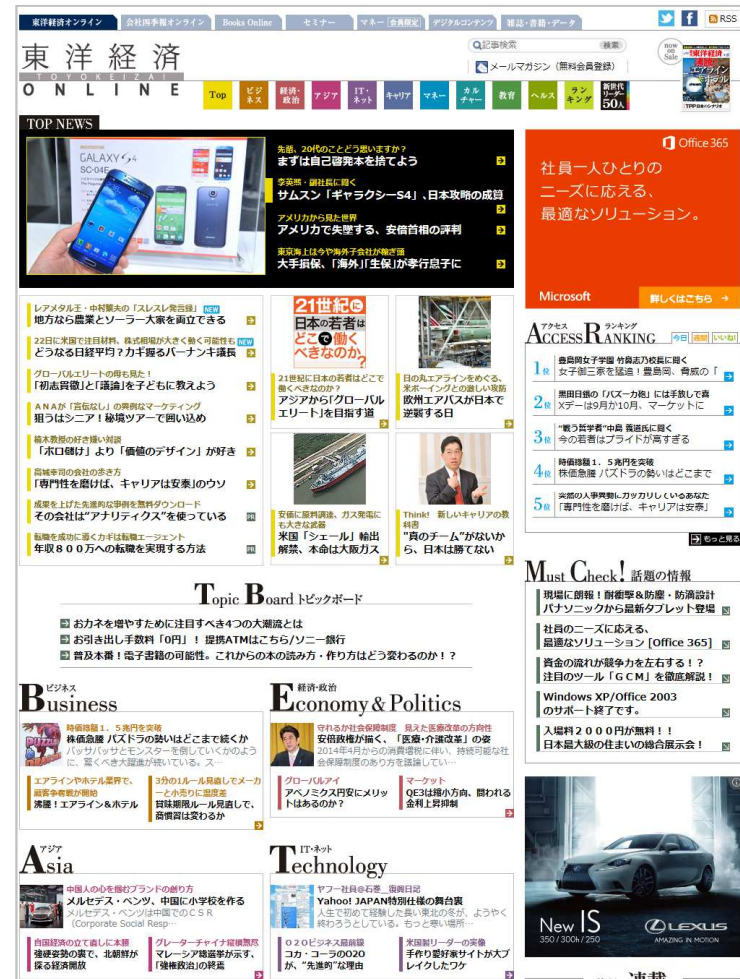 東洋経済オンライン
会社四季報オンライン
Books Online
セミナー
マネー[会員限定]
デジタルコンテンツ
雑誌・書籍・データ
RSS
東洋経済
TOYOKEIZAI
ONLINE
記事検索
検索
メールマガジン（無料会員登録）
now on Sale
Top
ビジネス
経済・政治
アジア
IT・ネット
キャリア
マネー
カルチャー
教育
ヘルス
ランキング
新世代リーダー50人
TOP NEWS
GALAXY S4
SC-04E
先輩、20代のことどう思いますか？
まずは自己啓発本を捨てよう
李英熙・副社長に聞く
サムスン「ギャラクシーS4」、日本攻略の成算
アメリカから見た世界
アメリカで失墜する、安倍首相の評判
東京海上は今や海外子会社が稼ぎ頭
大手損保、「海外」「生保」が孝行息子に
Office 365
社員一人ひとりの
ニーズに応える、
最適なソリューション。
Microsoft
詳しくはこちら →
レアメタル王・中村繁夫の「スレスレ発言録」 NEW
地方なら農業とソーラー大家を両立できる
22日に米国で注目材料、株式相場が大きく動く可能性も NEW
どうなる日経平均？カギ握るバーナンキ議長
グローバルエリートの母も見た！
「初志貫徹」と「議論」を子どもに教えよう
ＡＮＡが「宣伝なし」の異例なマーケティング
狙うはシニア！秘境ツアーで囲い込め
楠木教授の好き嫌い対談
「ボロ儲け」より「価値のデザイン」が好き
高城幸司の会社の歩き方
「専門性を磨けば、キャリアは安泰」のウソ
成果を上げた先進的な事例を無料ダウンロード
その会社は"アナリティクス"を使っている
PR
転職を成功に導くカギは転職エージェント
年収８００万への転職を実現する方法
PR
21世紀の
日本の若者は
どこで働く
べきなのか?
21世紀に日本の若者はどこで
働くべきなのか？
アジアから「グローバル
エリート」を目指す道
日の丸エアラインをめぐる、
米ボーイングとの激しい攻防
欧州エアバスが日本で
逆襲する日
安価に原料調達、ガス発電に
も大きな武器
米国「シェール」輸出
解禁、本命は大阪ガス
Think! 新しいキャリアの教
科書
"真のチーム"がないか
ら、日本は勝てない
アクセス ランキング
ACCESS RANKING
今日
週間
いいね!
1位
豊島岡女子学園 竹鼻志乃校長に聞く
女子御三家を猛追！豊島岡、脅威の「
2位
黒田日銀の「バズーカ砲」には手放しで喜
Xデーは9月か10月、マーケットに
3位
"戦う哲学者"中島 義道氏に聞く
今の若者はプライドが高すぎる
4位
時価総額１．５兆円を突破
株価急騰 パズドラの勢いはどこまで
5位
突然の人事異動にガッカリしているあなた
「専門性を磨けば、キャリアは安泰」
もっと見る
Topic Board トピックボード
おカネを増やすために注目すべき4つの大潮流とは
お引き出し手数料「0円」！ 提携ATMはこちら/ソニー銀行
普及本番！電子書籍の可能性。これからの本の読み方・作り方はどう変わるのか！？
Must Check! 話題の情報
現場に朗報！耐衝撃&防塵・防滴設計
パナソニックから最新タブレット登場
社員のニーズに応える、
最適なソリューション [Office 365]
資金の流れが競争力を左右する！？
注目のツール「ＧＣＭ」を徹底解説！
Windows XP/Office 2003
のサポート終了です。
入場料２０００円が無料！！
日本最大級の住まいの総合展示会！
ビジネス
Business
時価総額１．５兆円を突破
株価急騰 パズドラの勢いはどこまで続くか
バッサバッサとモンスターを倒していくかのよう
に、驚くべき大躍進が続いている。ス…
エアラインやホテル業界で、
顧客争奪戦が開始
沸騰！エアライン&ホテル
3分の1ルール見直しでメーカ
ーと小売りに温度差
賞味期限ルール見直しで、
商慣習は変わるか
経済・政治
Economy & Politics
守れるか社会保障制度 見えた医療改革の方向性
安倍政権が描く、「医療・介護改革」の姿
2014年4月からの消費増税に伴い、持続可能な社
会保障制度のあり方を議論してい…
グローバルアイ
アベノミクス円安にメリッ
トはあるのか？
マーケット
QE3は縮小方向、問われる
金利上昇抑制
アジア
Asia
中国人の心を掴むブランドの創り方
メルセデス・ベンツ、中国に小学校を作る
メルセデス・ベンツは中国でのＣＳＲ
（Corporate Social Resp…
自国経済の立て直しに本腰
強硬姿勢の裏で、北朝鮮が
探る経済開放
グレーターチャイナ縦横無尽
マレーシア総選挙が示す、
「強権政治」の終焉
IT・ネット
Technology
ヤフー社員@石巻＿復興日記
Yahoo! JAPAN特別仕様の舞台裏
人生で初めて経験した長い東北の冬が、ようやく
終わろうとしている。もっと寒い場所…
Ｏ２Ｏビジネス最前線
コカ・コーラのO2O
が、"先進的"な理由
米国製リーダーの実像
手作り愛好家サイトが大ブ
レイクしたワケ
New IS
350 / 300h / 250
LEXUS
AMAZING IN MOTION
連載